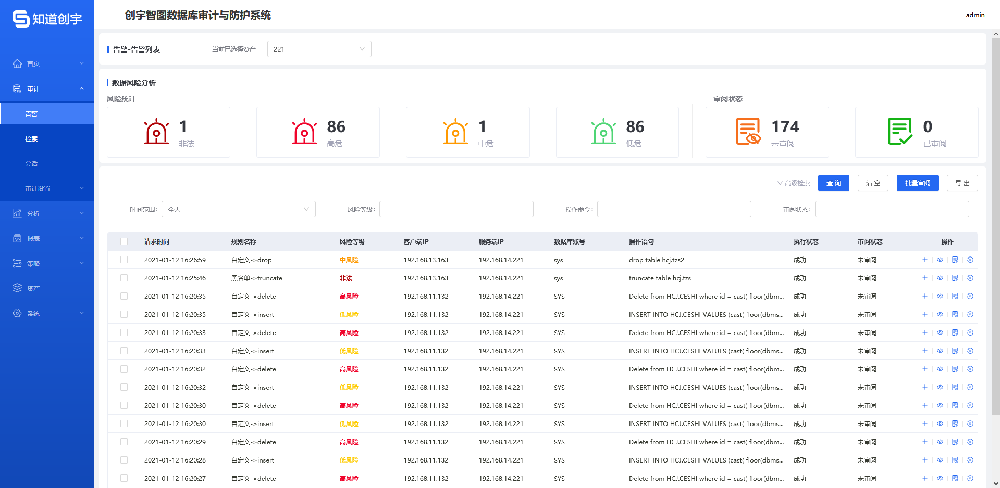 知道创宇
创宇智图数据库审计与防护系统
admin
首页
审计
告警
检索
会话
审计设置
分析
报表
策略
资产
系统
告警-告警列表
当前已选择资产 221
数据风险分析
风险统计
审阅状态
1
非法
86
高危
1
中危
86
低危
174
未审阅
0
已审阅
高级检索 查 询 清 空 批量审阅 导 出
时间范围： 今天 风险等级： 操作命令： 审阅状态：
请求时间 规则名称 风险等级 客户端IP 服务端IP 数据库账号 操作语句 执行状态 审阅状态 操作
2021-01-12 16:26:59 自定义->drop 中风险 192.168.13.163 192.168.14.221 sys drop table hcj.tzs2 成功 未审阅
2021-01-12 16:25:46 黑名单->truncate 非法 192.168.13.163 192.168.14.221 sys truncate table hcj.tzs 成功 未审阅
2021-01-12 16:20:35 自定义->delete 高风险 192.168.11.132 192.168.14.221 SYS Delete from HCJ.CESHI where id = cast( floor(dbm... 成功 未审阅
2021-01-12 16:20:35 自定义->insert 低风险 192.168.11.132 192.168.14.221 SYS INSERT INTO HCJ.CESHI VALUES (cast( floor(dbms... 成功 未审阅
2021-01-12 16:20:33 自定义->delete 高风险 192.168.11.132 192.168.14.221 SYS Delete from HCJ.CESHI where id = cast( floor(dbm... 成功 未审阅
2021-01-12 16:20:33 自定义->insert 低风险 192.168.11.132 192.168.14.221 SYS INSERT INTO HCJ.CESHI VALUES (cast( floor(dbms... 成功 未审阅
2021-01-12 16:20:32 自定义->delete 高风险 192.168.11.132 192.168.14.221 SYS Delete from HCJ.CESHI where id = cast( floor(dbm... 成功 未审阅
2021-01-12 16:20:32 自定义->insert 低风险 192.168.11.132 192.168.14.221 SYS INSERT INTO HCJ.CESHI VALUES (cast( floor(dbms... 成功 未审阅
2021-01-12 16:20:30 自定义->delete 高风险 192.168.11.132 192.168.14.221 SYS Delete from HCJ.CESHI where id = cast( floor(dbm... 成功 未审阅
2021-01-12 16:20:30 自定义->insert 低风险 192.168.11.132 192.168.14.221 SYS INSERT INTO HCJ.CESHI VALUES (cast( floor(dbms... 成功 未审阅
2021-01-12 16:20:29 自定义->delete 高风险 192.168.11.132 192.168.14.221 SYS Delete from HCJ.CESHI where id = cast( floor(dbm... 成功 未审阅
2021-01-12 16:20:28 自定义->insert 低风险 192.168.11.132 192.168.14.221 SYS INSERT INTO HCJ.CESHI VALUES (cast( floor(dbms... 成功 未审阅
2021-01-12 16:20:27 自定义->delete 高风险 192.168.11.132 192.168.14.221 SYS Delete from HCJ.CESHI where id = cast( floor(dbm... 成功 未审阅